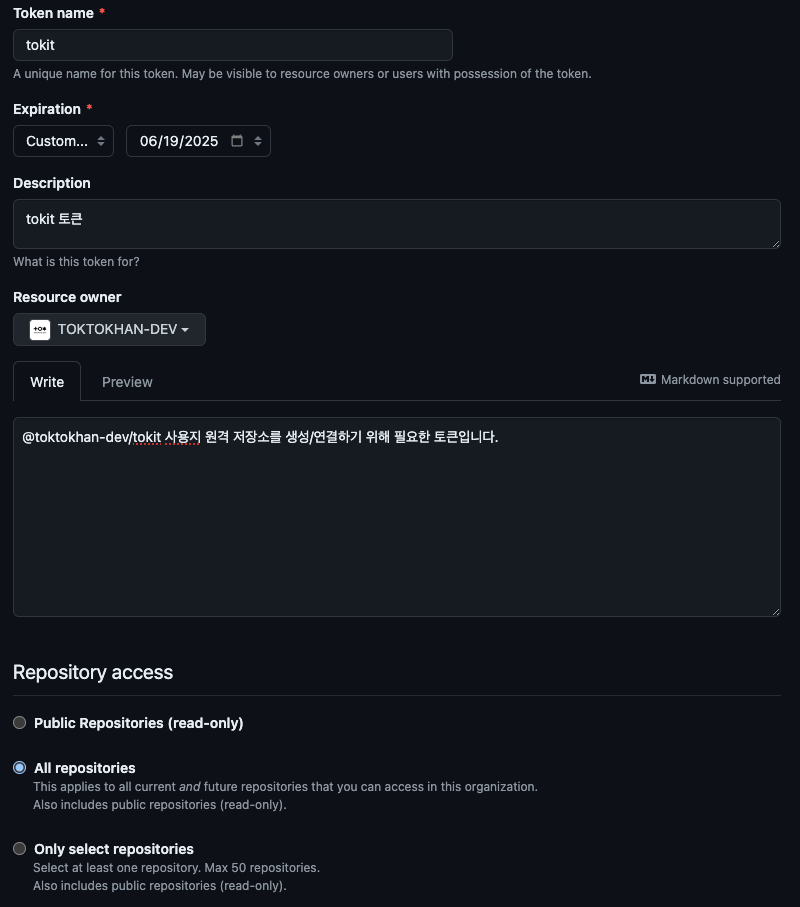 Token name *
tokit
A unique name for this token. May be visible to resource owners or users with possession of the token.
Expiration *
Custom... 06/19/2025
Description
tokit 토큰
What is this token for?
Resource owner
TOKTOKHAN-DEV
Write Preview Markdown supported
@toktokhan-dev/tokit 사용지 원격 저장소를 생성/연결하기 위해 필요한 토큰입니다.
Repository access
Public Repositories (read-only)
All repositories
This applies to all current and future repositories that you can access in this organization.
Also includes public repositories (read-only).
Only select repositories
Select at least one repository. Max 50 repositories.
Also includes public repositories (read-only).